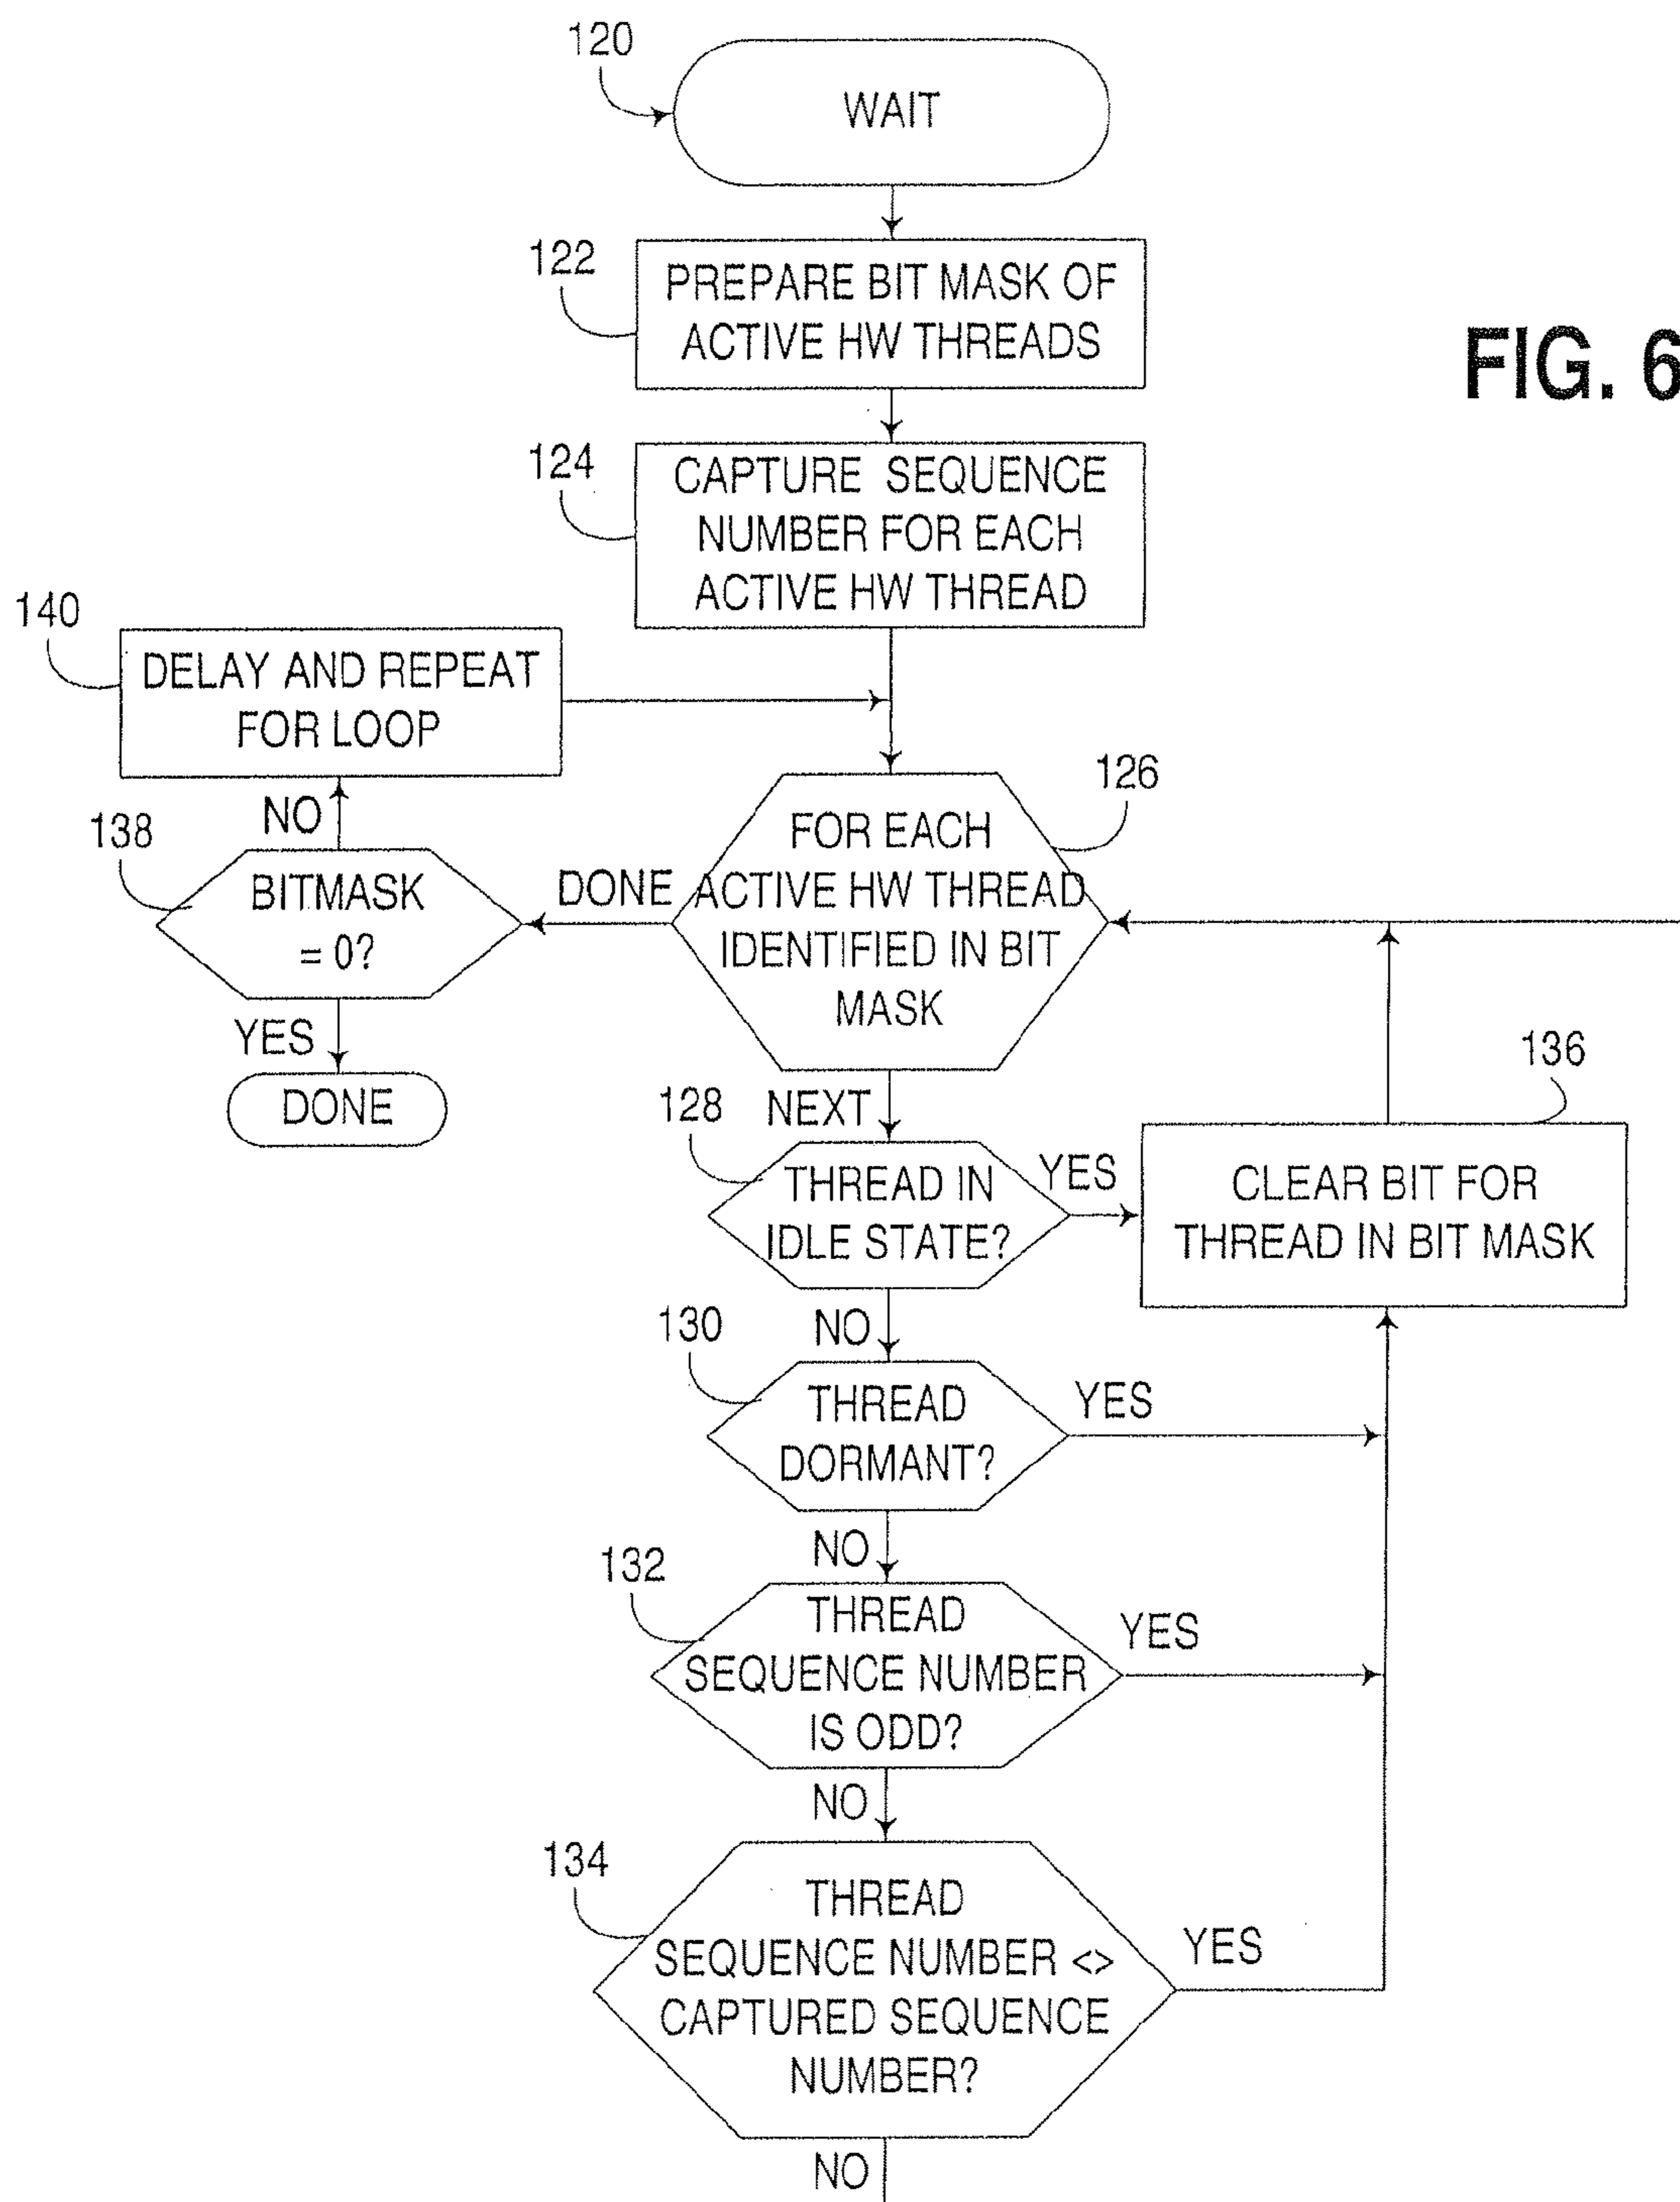 120
WAIT
122
PREPARE BIT MASK OF
ACTIVE HW THREADS
FIG. 6
124
CAPTURE SEQUENCE
NUMBER FOR EACH
ACTIVE HW THREAD
140
DELAY AND REPEAT
FOR LOOP
NO
138
BITMASK
= 0?
DONE
YES
DONE
126
FOR EACH
ACTIVE HW THREAD
IDENTIFIED IN BIT
MASK
NEXT
128
THREAD IN
IDLE STATE?
YES
136
CLEAR BIT FOR
THREAD IN BIT MASK
NO
130
THREAD
DORMANT?
YES
NO
132
THREAD
SEQUENCE NUMBER
IS ODD?
YES
NO
134
THREAD
SEQUENCE NUMBER <>
CAPTURED SEQUENCE
NUMBER?
YES
NO